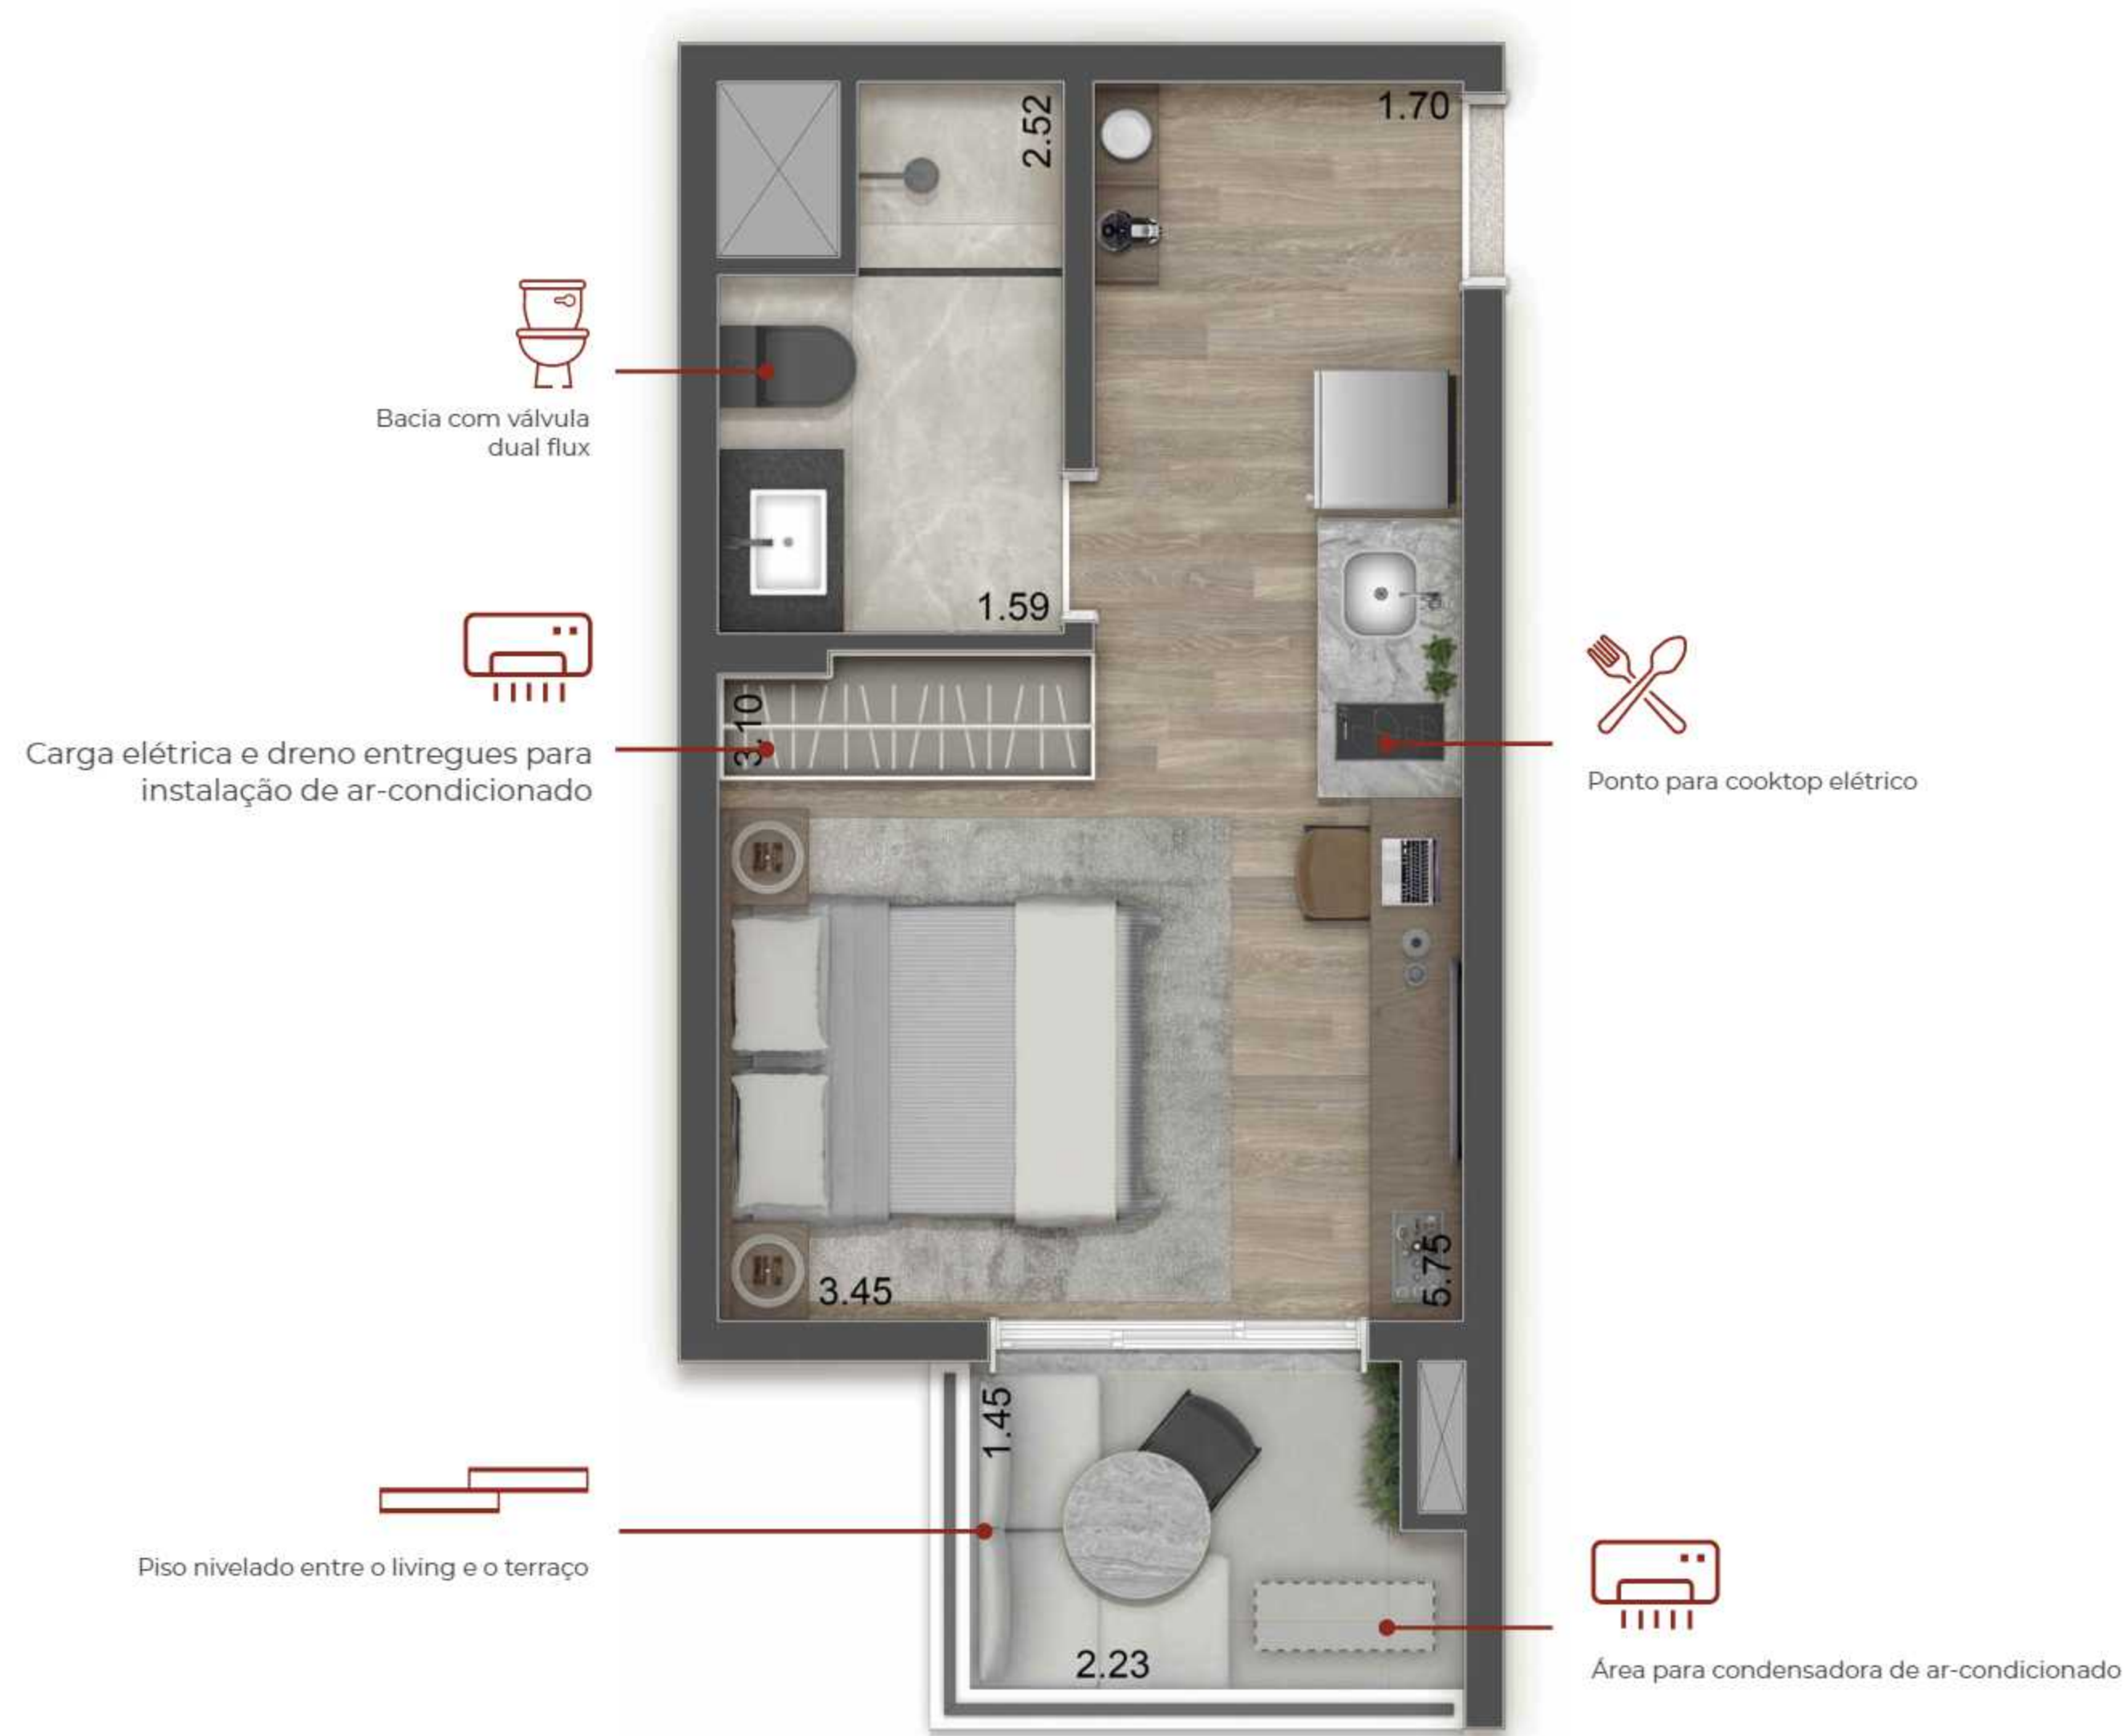 2.52
1.70
Bacia com válvula
dual flux
1.59
3.10
Carga elétrica e dreno entregues para
instalação de ar-condicionado
Ponto para cooktop elétrico
3.45
5.75
1.45
Piso nivelado entre o living e o terraço
2.23
Área para condensadora de ar-condicionado